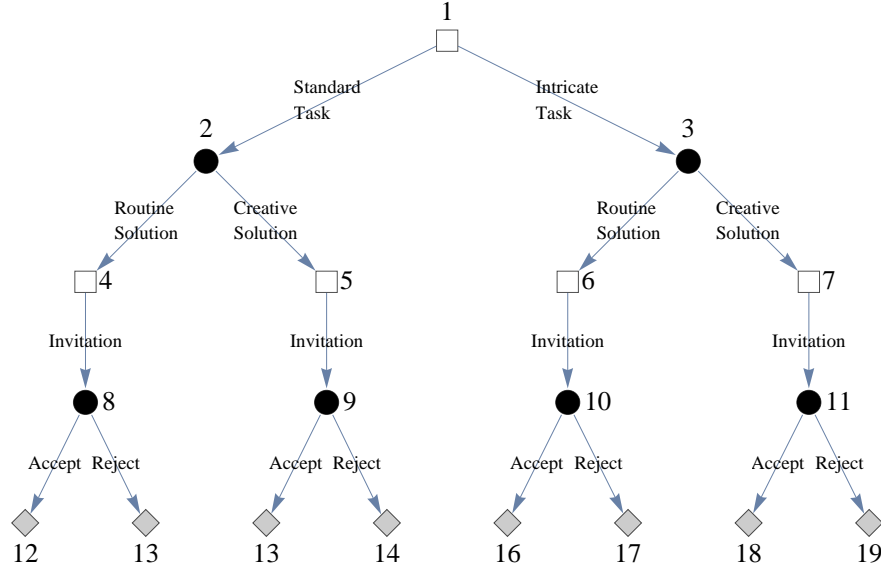 1
Standard
Task
Intricate
Task
2
3
Routine
Solution
Creative
Solution
Routine
Solution
Creative
Solution
4
5
6
7
Invitation
Invitation
Invitation
Invitation
8
9
10
11
Accept
Reject
Accept
Reject
Accept
Reject
Accept
Reject
12
13
13
14
16
17
18
19